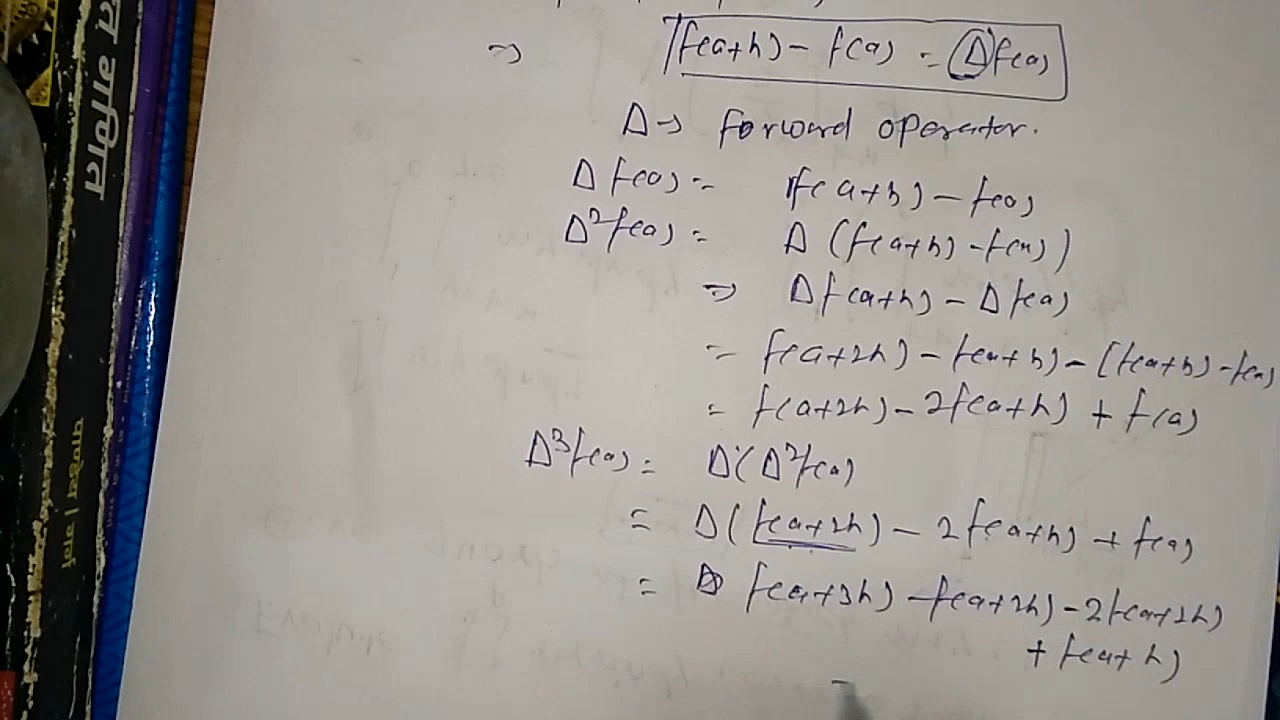 ⇒ f(a+h) - f(a) = Δf(a)
Δ→ forward operator.
Δf(a) = f(a+h) - f(a)
Δ²f(a) = Δ(f(a+h) - f(a))
⇒ Δf(a+h) - Δf(a)
= f(a+2h) - f(a+h) - [f(a+h) - f(a)
= f(a+2h) - 2f(a+h) + f(a)
Δ³f(a) = Δ(Δ²f(a)
= Δ(f(a+2h) - 2f(a+h) + f(a)
= f(a+3h) - f(a+2h) - 2f(a+2h)
+ f(a+h)